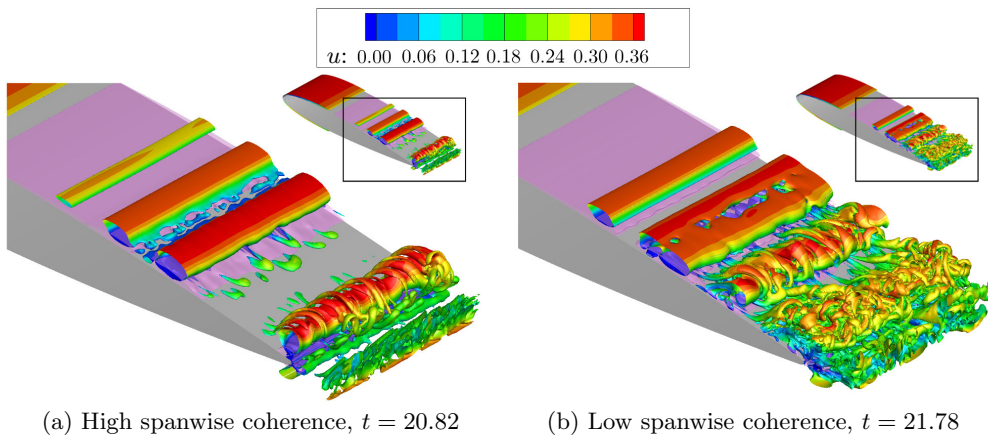 u: 0.00 0.06 0.12 0.18 0.24 0.30 0.36
(a) High spanwise coherence, t = 20.82
(b) Low spanwise coherence, t = 21.78